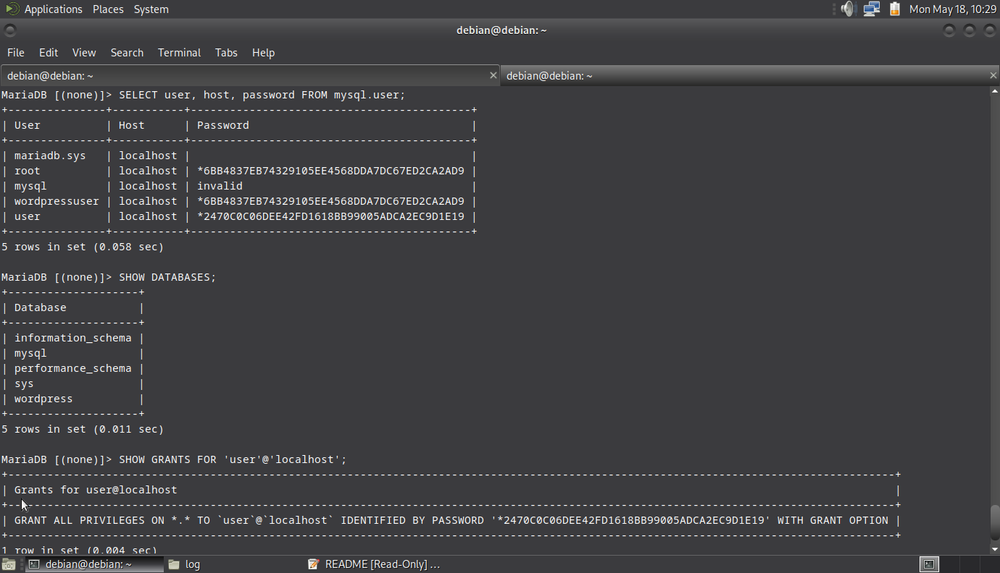 Applications Places System Mon May 18, 10:29
debian@debian: ~
File Edit View Search Terminal Tabs Help
debian@debian: ~ × debian@debian: ~ ×
MariaDB [(none)]> SELECT user, host, password FROM mysql.user;
+---------------+-----------+-------------------------------------------+
| User          | Host      | Password                                  |
+---------------+-----------+-------------------------------------------+
| mariadb.sys   | localhost |                                           |
| root          | localhost | *6BB4837EB74329105EE4568DDA7DC67ED2CA2AD9 |
| mysql         | localhost | invalid                                   |
| wordpressuser | localhost | *6BB4837EB74329105EE4568DDA7DC67ED2CA2AD9 |
| user          | localhost | *2470C0C06DEE42FD1618BB99005ADCA2EC9D1E19 |
+---------------+-----------+-------------------------------------------+
5 rows in set (0.058 sec)
MariaDB [(none)]> SHOW DATABASES;
+--------------------+
| Database           |
+--------------------+
| information_schema |
| mysql              |
| performance_schema |
| sys                |
| wordpress          |
+--------------------+
5 rows in set (0.011 sec)
MariaDB [(none)]> SHOW GRANTS FOR 'user'@'localhost';
+----------------------------------------------------------------------------------------------------------------------------------------+
| Grants for user@localhost                                                                                                              |
+----------------------------------------------------------------------------------------------------------------------------------------+
| GRANT ALL PRIVILEGES ON *.* TO `user`@`localhost` IDENTIFIED BY PASSWORD '*2470C0C06DEE42FD1618BB99005ADCA2EC9D1E19' WITH GRANT OPTION |
+----------------------------------------------------------------------------------------------------------------------------------------+
1 row in set (0.004 sec)
debian@debian: ~ log README [Read-Only] ...